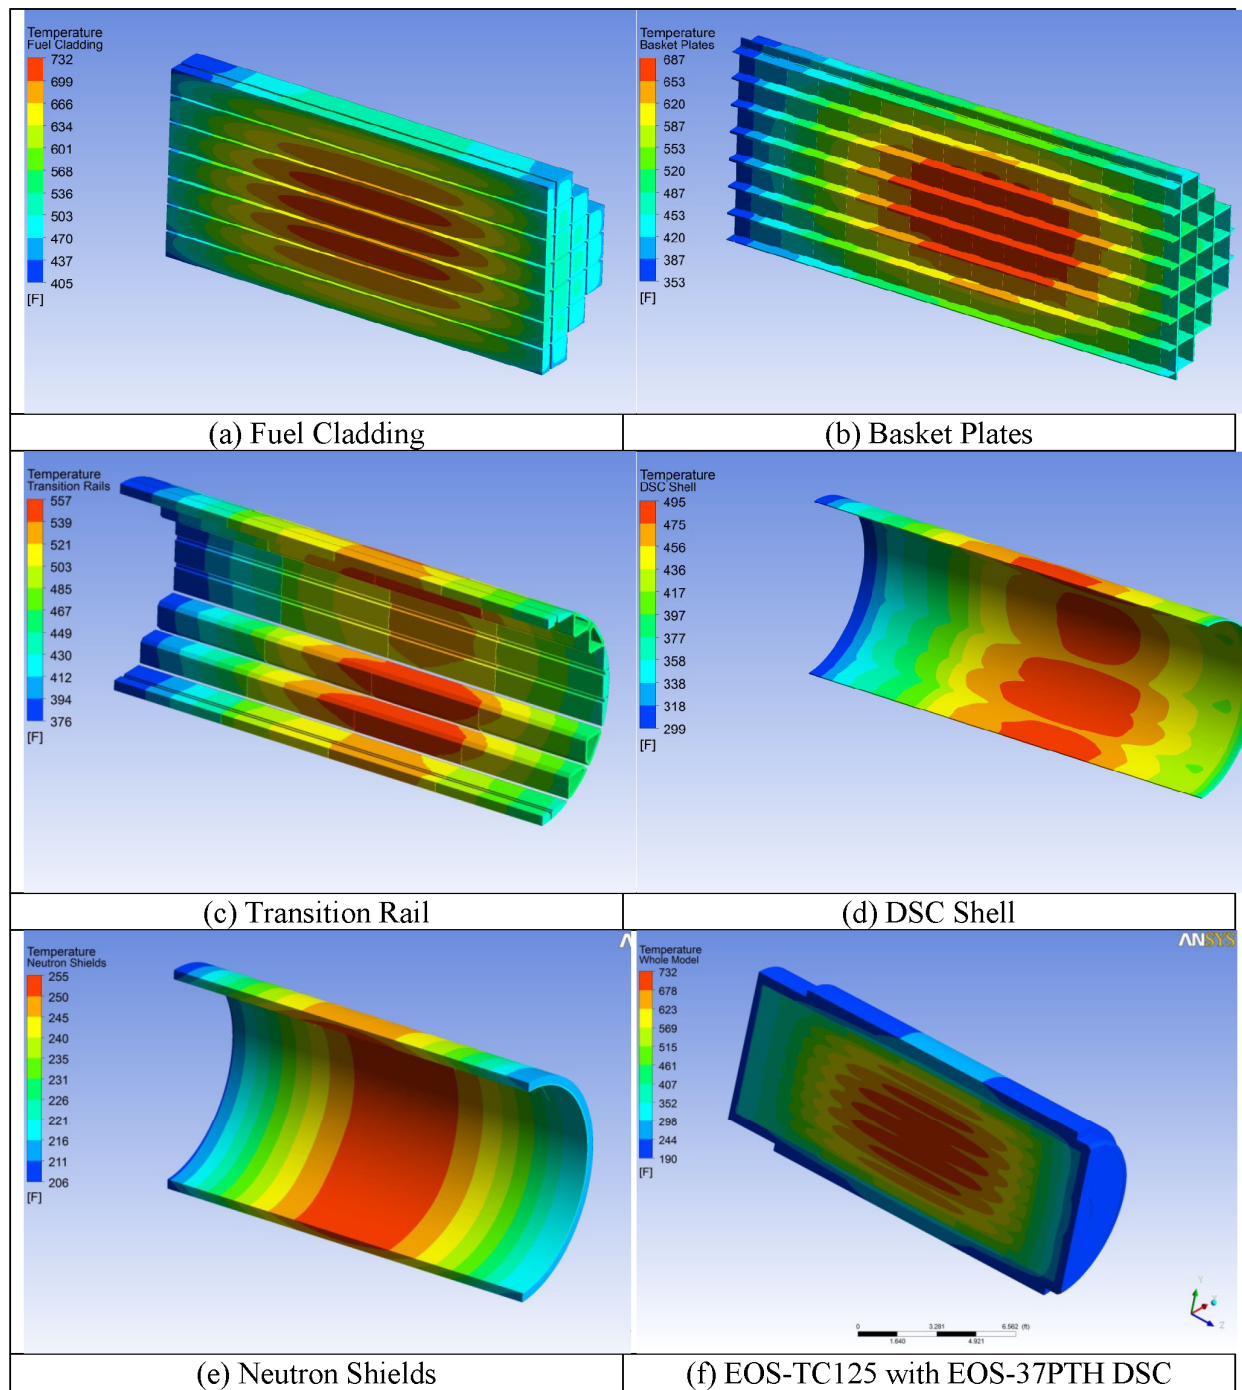 Temperature
Fuel Cladding
732
699
666
634
601
568
536
503
470
437
405
[F]
Temperature
Basket Plates
687
653
620
587
553
520
487
453
420
387
353
[F]
(a) Fuel Cladding
(b) Basket Plates
Temperature
Transition Rails
557
539
521
503
485
467
449
430
412
394
376
[F]
Temperature
DSC Shell
495
475
456
436
417
397
377
358
338
318
299
[F]
(c) Transition Rail
(d) DSC Shell
Temperature
Neutron Shields
255
250
245
240
235
231
226
221
216
211
206
[F]
ANSYS
Temperature
Whole Model
732
678
623
569
515
461
407
352
298
244
190
[F]
Y
X
Z
0 3.281 6.562 (ft)
1.640 4.921
(e) Neutron Shields
(f) EOS-TC125 with EOS-37PTH DSC